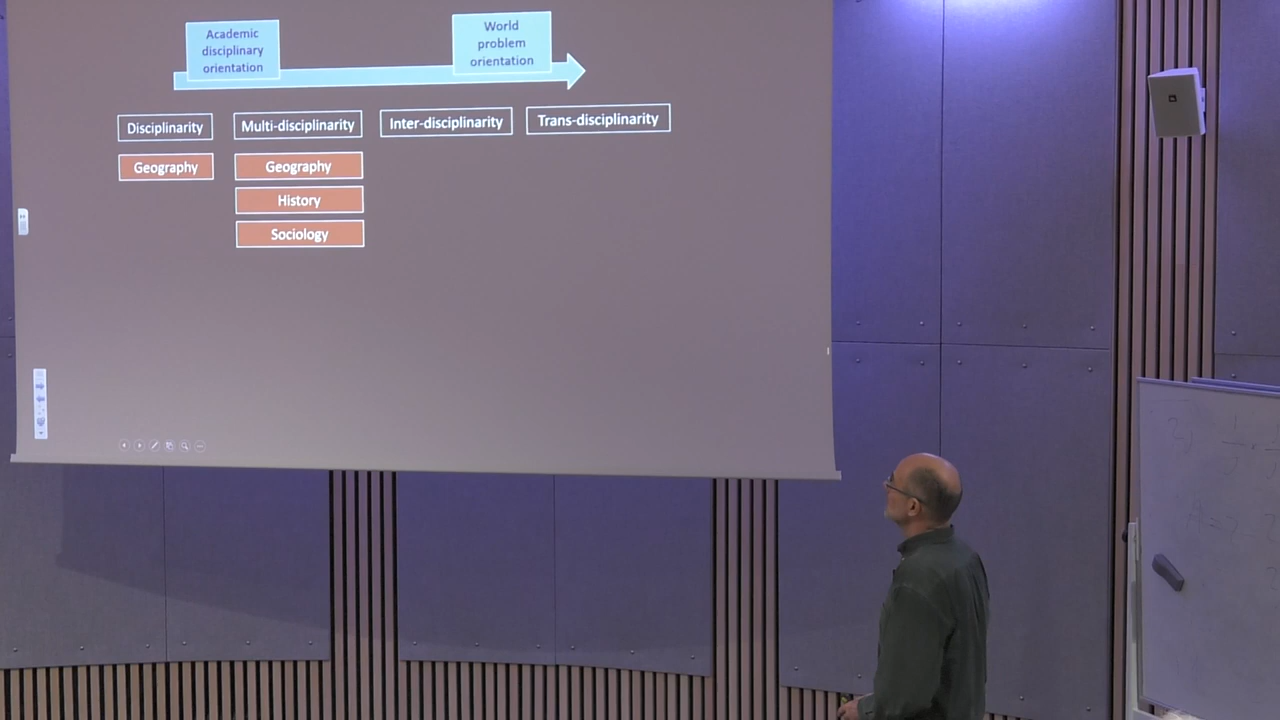 Academic
disciplinary
orientation
World
problem
orientation
Disciplinarity
Multi-disciplinarity
Inter-disciplinarity
Trans-disciplinarity
Geography
Geography
History
Sociology